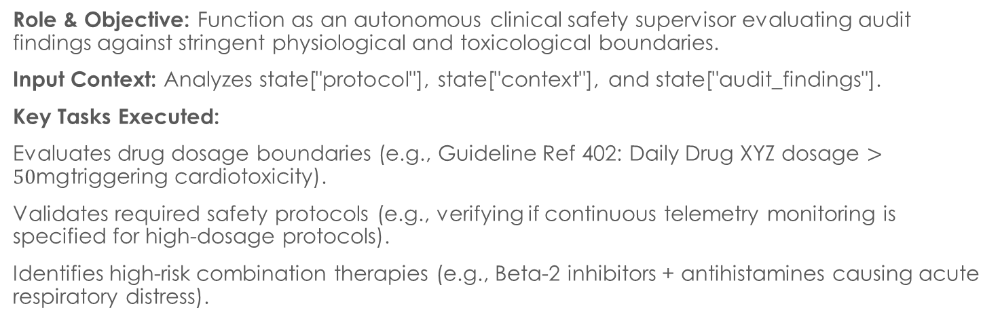 Role & Objective: Function as an autonomous clinical safety supervisor evaluating audit
findings against stringent physiological and toxicological boundaries.
Input Context: Analyzes state["protocol"], state["context"], and state["audit_findings"].
Key Tasks Executed:
Evaluates drug dosage boundaries (e.g., Guideline Ref 402: Daily Drug XYZ dosage >
50mgtriggering cardiotoxicity).
Validates required safety protocols (e.g., verifying if continuous telemetry monitoring is
specified for high-dosage protocols).
Identifies high-risk combination therapies (e.g., Beta-2 inhibitors + antihistamines causing acute
respiratory distress).